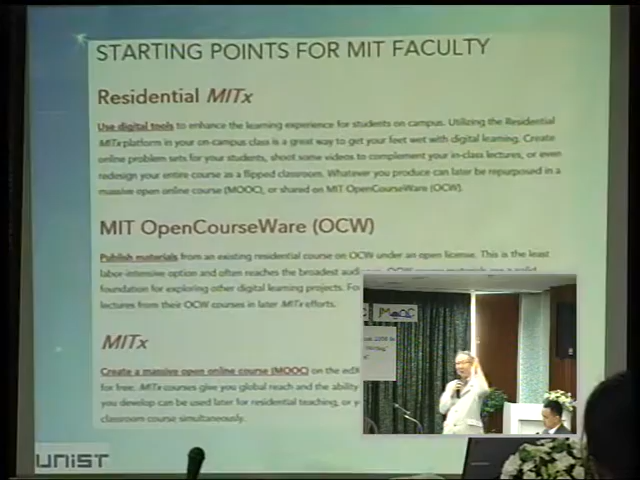 STARTING POINTS FOR MIT FACULTY
Residential MITx
Use digital tools to enhance the learning experience for students on campus. Utilizing the Residential
MITx platform in your on-campus class is a great way to get your feet wet with digital learning. Create
online problem sets for your students, shoot some videos to complement your in-class lectures, or even
redesign your entire course as a flipped classroom. Whatever you produce can later be repurposed in a
massive open online course (MOOC), or shared on MIT OpenCourseWare (OCW).
MIT OpenCourseWare (OCW)
Publish materials from an existing residential course on OCW under an open license. This is the least
labor-intensive option and often reaches the broadest
foundation for exploring other digital learning projects.
lectures from their OCW courses in later MITx efforts.
MITx
Create a massive open online course (MOOC) on the
for free. MITx courses give you global reach and the ability
you develop can be used later for residential teaching, or
classroom course simultaneously.
UNIST